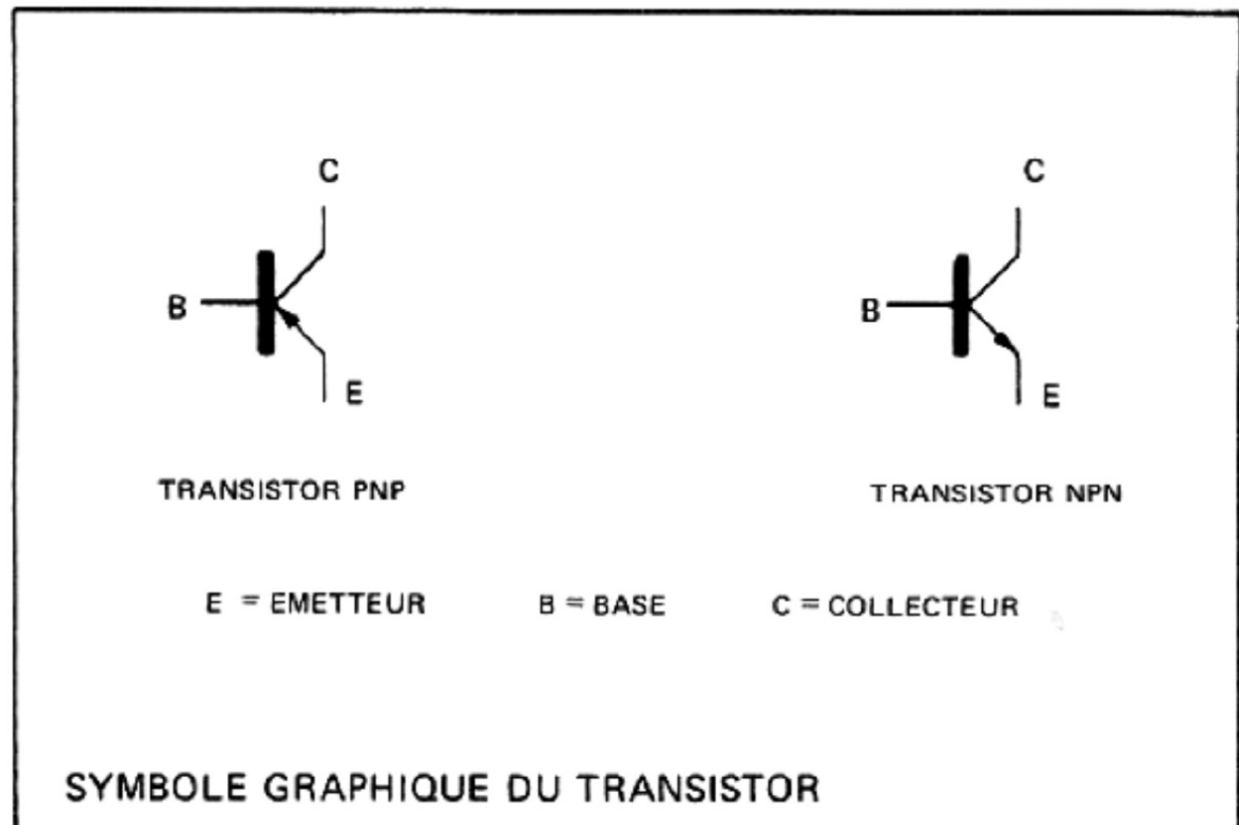 C
C
B
B
E
E
TRANSISTOR PNP
TRANSISTOR NPN
E = EMETTEUR B = BASE C = COLLECTEUR
SYMBOLE GRAPHIQUE DU TRANSISTOR